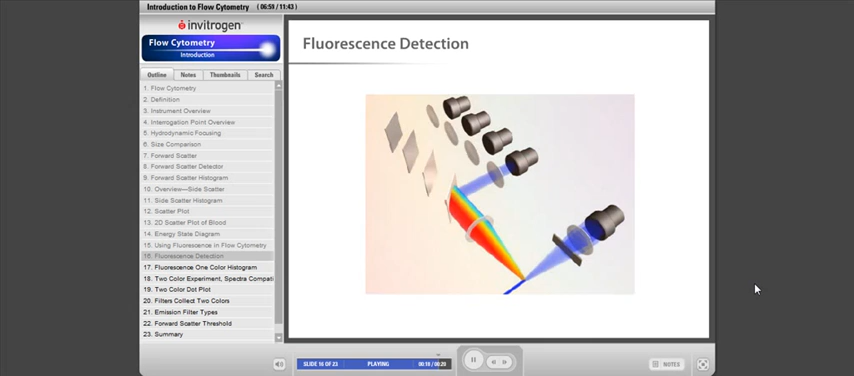 Introduction to Flow Cytometry (06:59 / 11:43)
invitrogen
Flow Cytometry
Introduction
Outline Notes Thumbnails Search
1. Flow Cytometry
2. Definition
3. Instrument Overview
4. Interrogation Point Overview
5. Hydrodynamic Focusing
6. Size Comparison
7. Forward Scatter
8. Forward Scatter Detector
9. Forward Scatter Histogram
10. Overview—Side Scatter
11. Side Scatter Histogram
12. Scatter Plot
13. 2D Scatter Plot of Blood
14. Energy State Diagram
15. Using Fluorescence in Flow Cytometry
16. Fluorescence Detection
17. Fluorescence One Color Histogram
18. Two Color Experiment, Spectra Compati
19. Two Color Dot Plot
20. Filters Collect Two Colors
21. Emission Filter Types
22. Forward Scatter Threshold
23. Summary
Fluorescence Detection
SLIDE 16 OF 23 PLAYING 00:18 / 00:20
NOTES